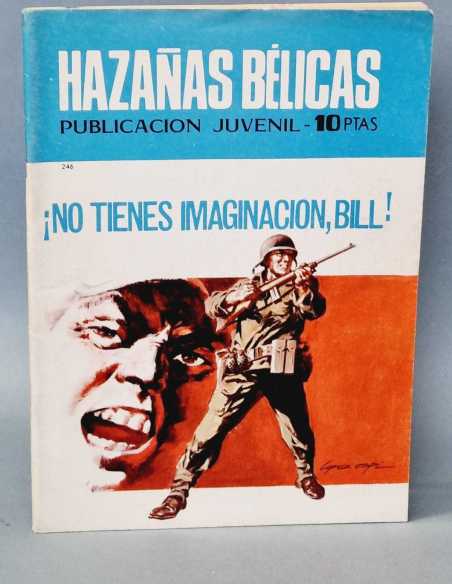 HAZAÑAS BÉLICAS
PUBLICACION JUVENIL - 10 PTAS
246
¡NO TIENES IMAGINACION, BILL!